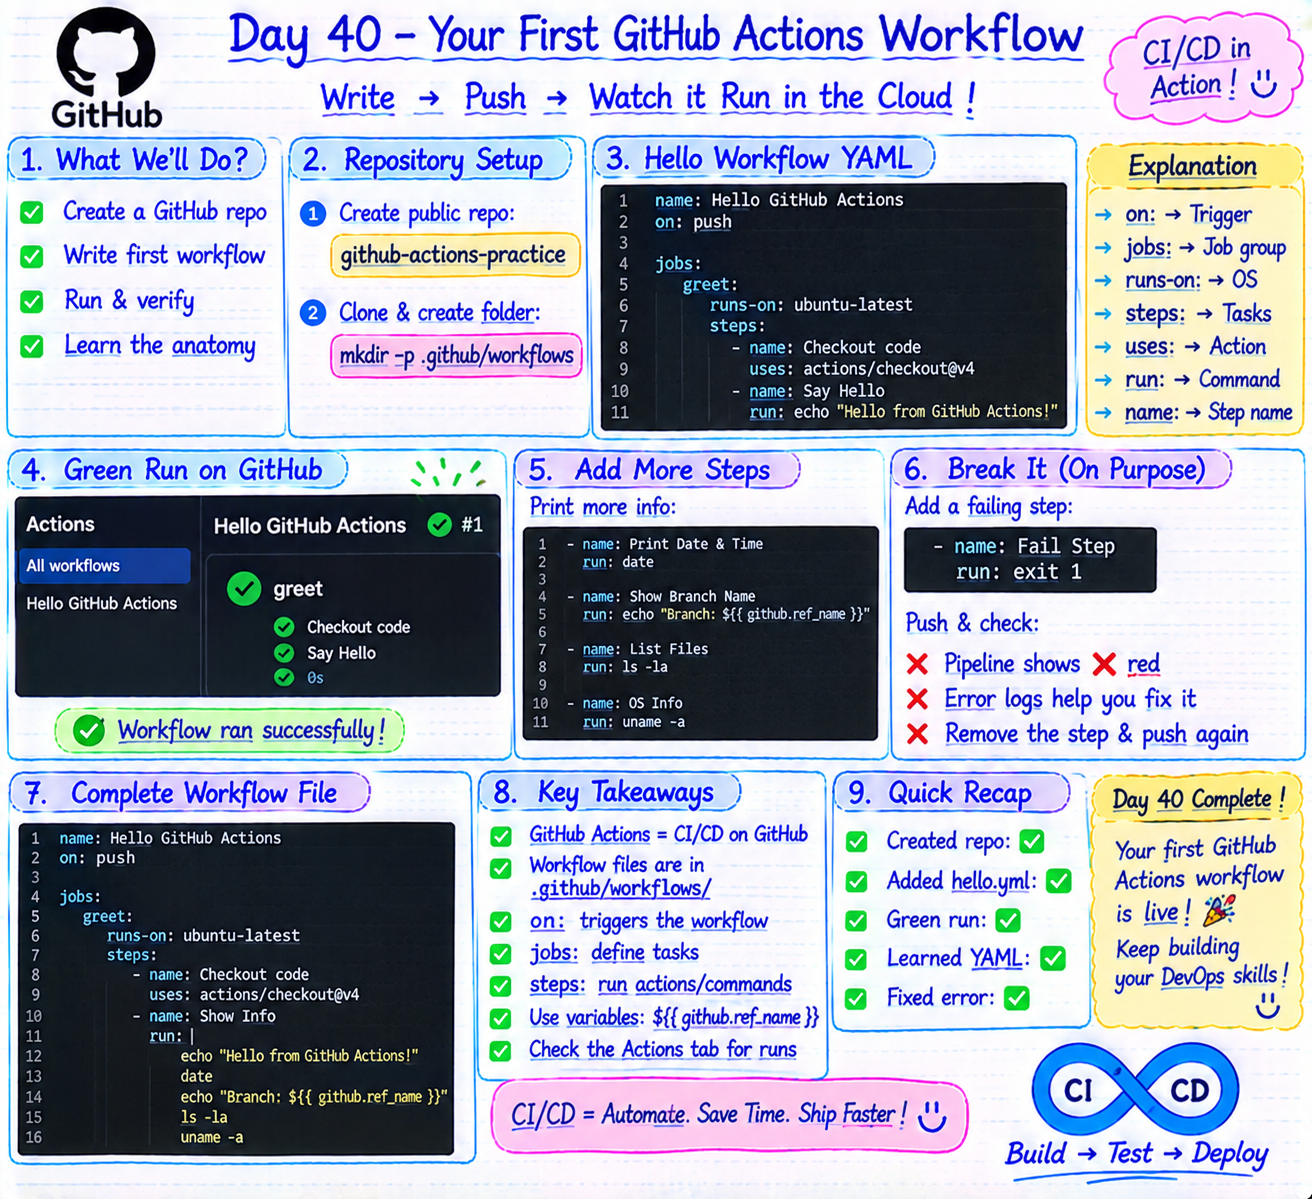 GitHub
Day 40 – Your First GitHub Actions Workflow
Write → Push → Watch it Run in the Cloud !
CI/CD in
Action !
1. What We'll Do?
Create a GitHub repo
Write first workflow
Run & verify
Learn the anatomy
2. Repository Setup
1 Create public repo:
github-actions-practice
2 Clone & create folder:
mkdir -p .github/workflows
3. Hello Workflow YAML
1 name: Hello GitHub Actions
2 on: push
3
4 jobs:
5 greet:
6 runs-on: ubuntu-latest
7 steps:
8 - name: Checkout code
9 uses: actions/checkout@v4
10 - name: Say Hello
11 run: echo "Hello from GitHub Actions!"
Explanation
→ on: → Trigger
→ jobs: → Job group
→ runs-on: → OS
→ steps: → Tasks
→ uses: → Action
→ run: → Command
→ name: → Step name
4. Green Run on GitHub
Actions
All workflows
Hello GitHub Actions
Hello GitHub Actions #1
greet
Checkout code
Say Hello
0s
Workflow ran successfully!
5. Add More Steps
Print more info:
1 - name: Print Date & Time
2 run: date
3
4 - name: Show Branch Name
5 run: echo "Branch: ${{ github.ref_name }}"
6
7 - name: List Files
8 run: ls -la
9
10 - name: OS Info
11 run: uname -a
6. Break It (On Purpose)
Add a failing step:
- name: Fail Step
run: exit 1
Push & check:
Pipeline shows ❌ red
Error logs help you fix it
Remove the step & push again
7. Complete Workflow File
1 name: Hello GitHub Actions
2 on: push
3
4 jobs:
5 greet:
6 runs-on: ubuntu-latest
7 steps:
8 - name: Checkout code
9 uses: actions/checkout@v4
10 - name: Show Info
11 run: |
12 echo "Hello from GitHub Actions!"
13 date
14 echo "Branch: ${{ github.ref_name }}"
15 ls -la
16 uname -a
8. Key Takeaways
GitHub Actions = CI/CD on GitHub
Workflow files are in
.github/workflows/
on: triggers the workflow
jobs: define tasks
steps: run actions/commands
Use variables: ${{ github.ref_name }}
Check the Actions tab for runs
9. Quick Recap
Created repo: ✅
Added hello.yml: ✅
Green run: ✅
Learned YAML: ✅
Fixed error: ✅
Day 40 Complete !
Your first GitHub
Actions workflow
is live! 🎉
Keep building
your DevOps skills!
CI/CD = Automate. Save Time. Ship Faster!
CI CD
Build → Test → Deploy